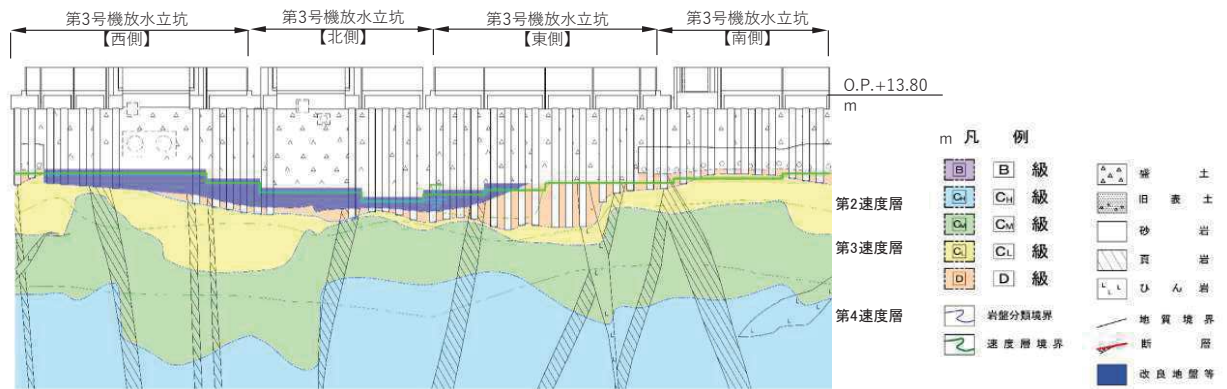 第3号機放水立坑
【西側】
第3号機放水立坑
【北側】
第3号機放水立坑
【東側】
第3号機放水立坑
【南側】
O.P.+13.80
m
第2速度層
第3速度層
第4速度層
m 凡 例
B B 級
CH CH 級
CM CM 級
CL CL 級
D D 級
岩盤分類境界
速度層境界
盛 土
旧 表 土
砂 岩
頁 岩
ひ ん 岩
地 質 境 界
断 層
改 良 地 盤 等